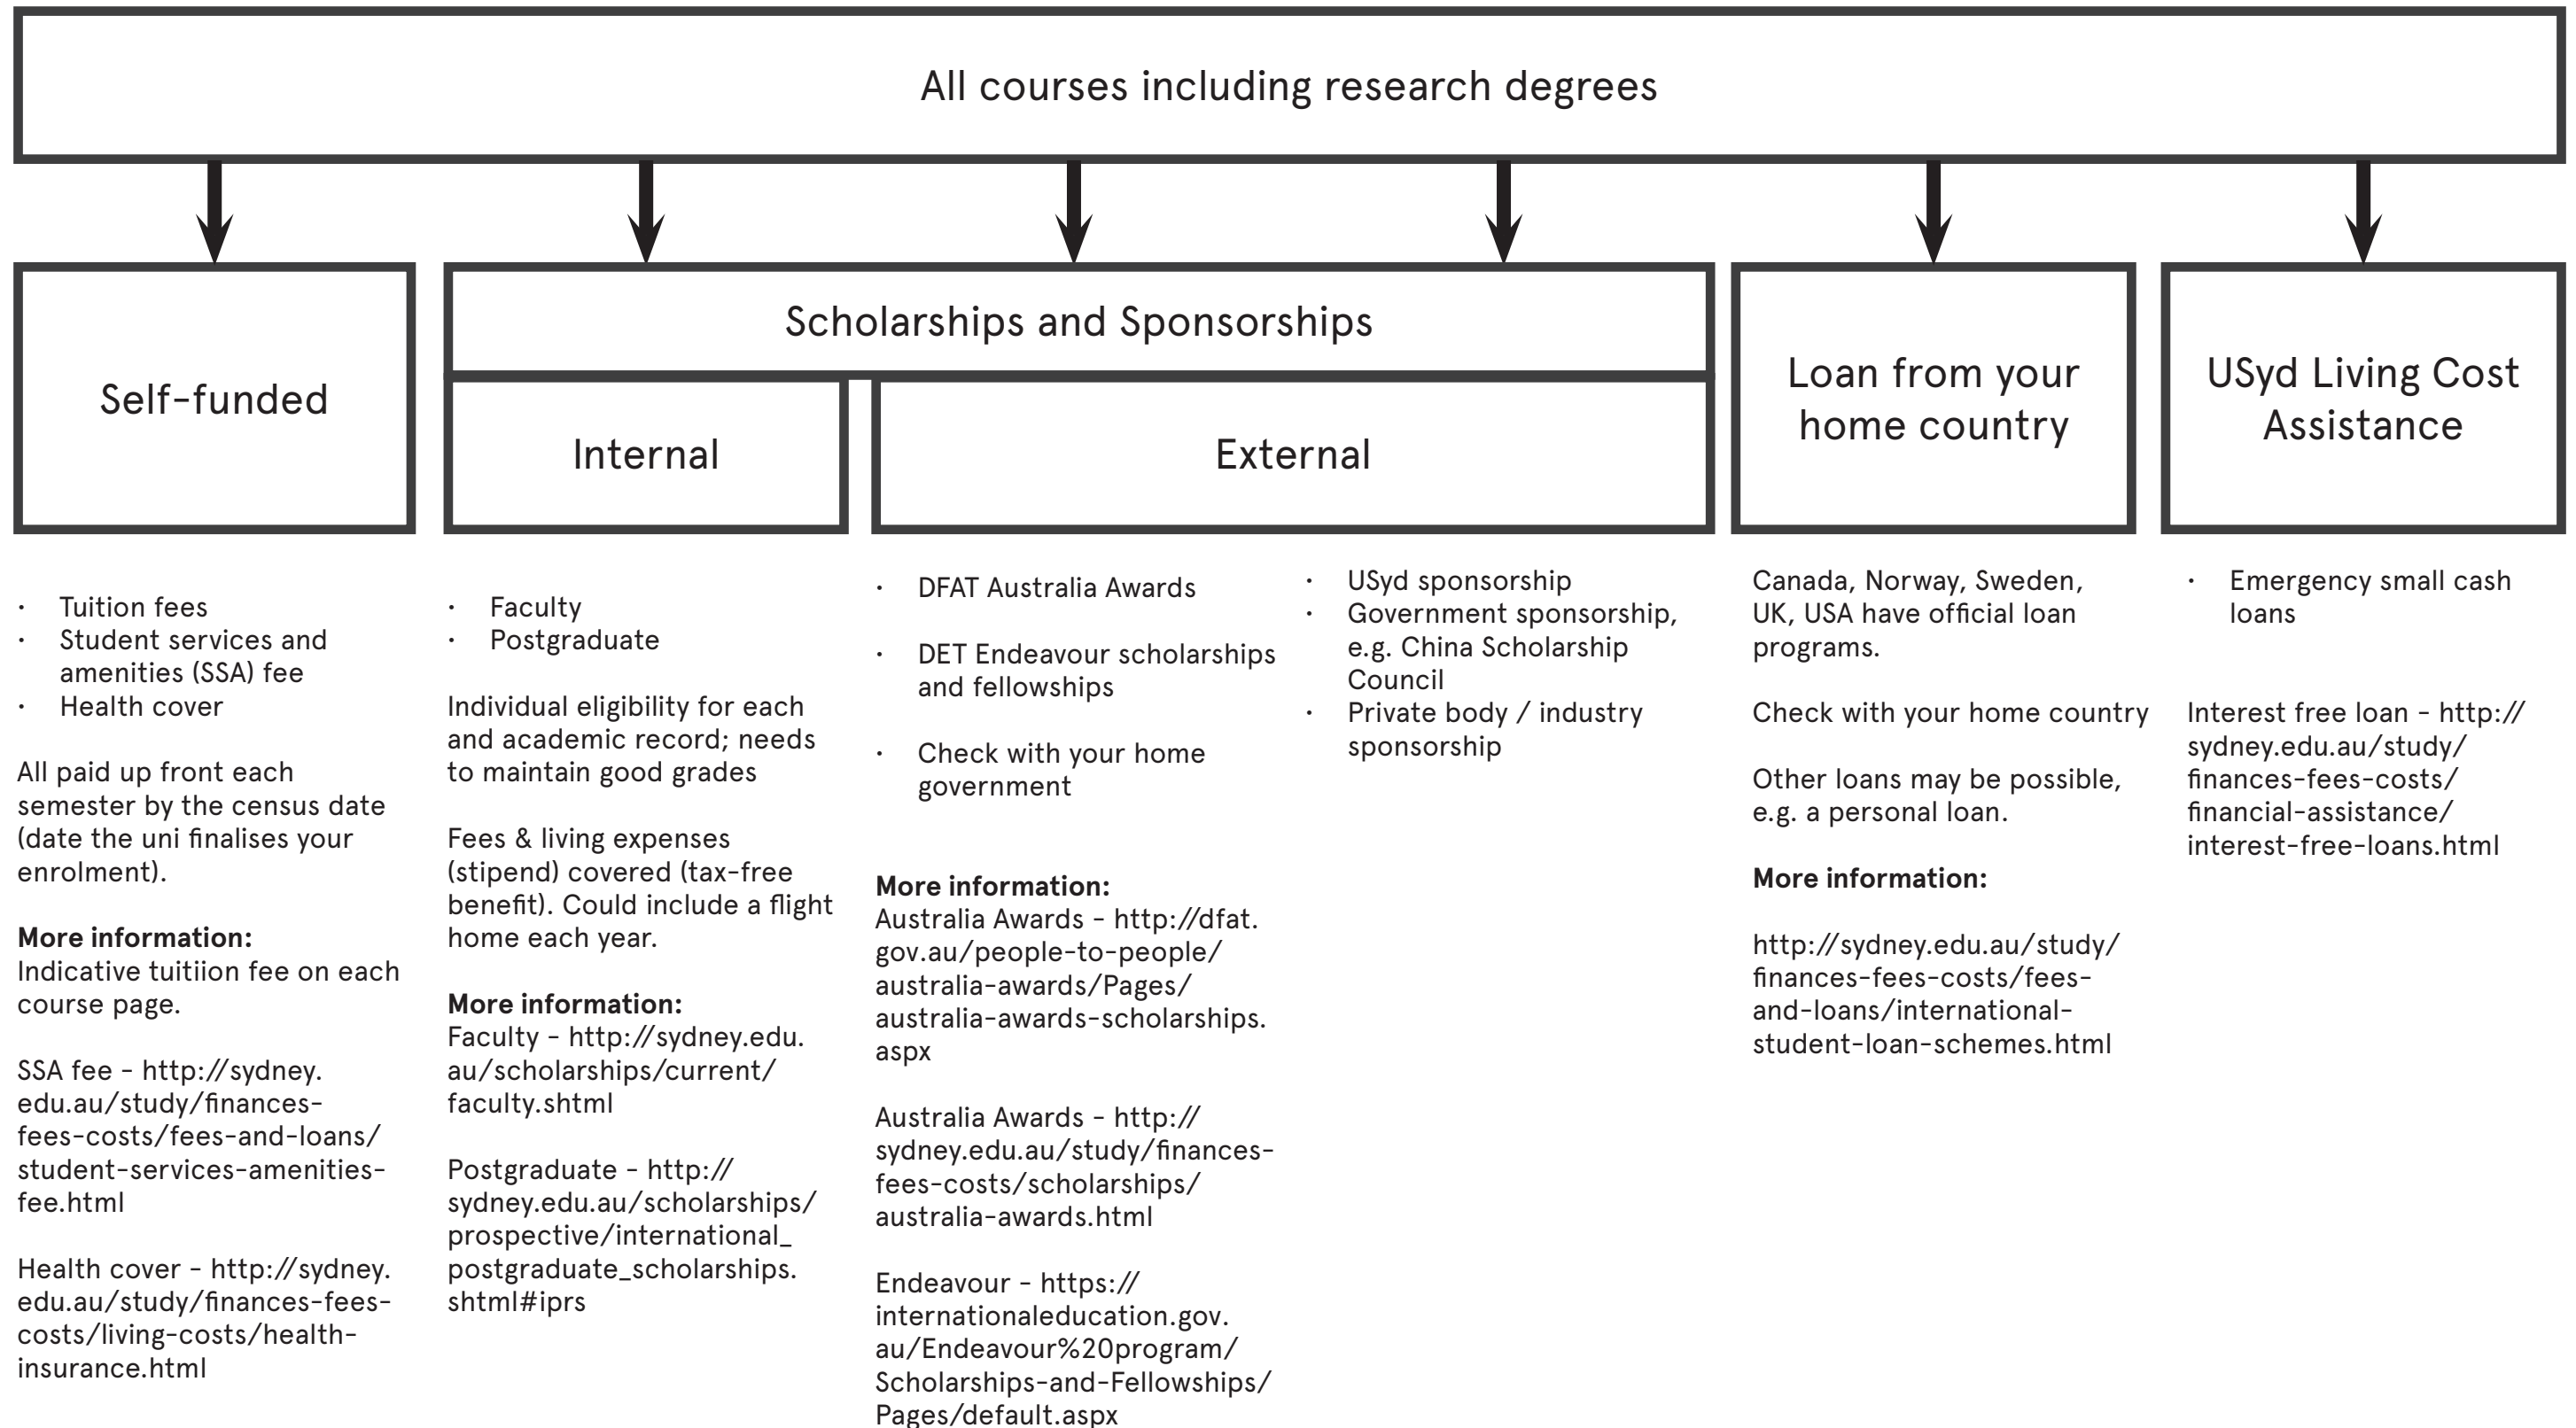 All courses including research degrees
Self-funded
Scholarships and Sponsorships
Internal
External
Loan from your
home country
USyd Living Cost
Assistance
· Tuition fees
· Student services and
amenities (SSA) fee
· Health cover
All paid up front each
semester by the census date
(date the uni finalises your
enrolment).
More information:
Indicative tuitiion fee on each
course page.
SSA fee - http://sydney.
edu.au/study/finances-
fees-costs/fees-and-loans/
student-services-amenities-
fee.html
Health cover - http://sydney.
edu.au/study/finances-fees-
costs/living-costs/health-
insurance.html
· Faculty
· Postgraduate
Individual eligibility for each
and academic record; needs
to maintain good grades
Fees & living expenses
(stipend) covered (tax-free
benefit). Could include a flight
home each year.
More information:
Faculty - http://sydney.edu.
au/scholarships/current/
faculty.shtml
Postgraduate - http://
sydney.edu.au/scholarships/
prospective/international_
postgraduate_scholarships.
shtml#iprs
· DFAT Australia Awards
· DET Endeavour scholarships
and fellowships
· Check with your home
government
More information:
Australia Awards - http://dfat.
gov.au/people-to-people/
australia-awards/Pages/
australia-awards-scholarships.
aspx
Australia Awards - http://
sydney.edu.au/study/finances-
fees-costs/scholarships/
australia-awards.html
Endeavour - https://
internationaleducation.gov.
au/Endeavour%20program/
Scholarships-and-Fellowships/
Pages/default.aspx
· USyd sponsorship
· Government sponsorship,
e.g. China Scholarship
Council
· Private body / industry
sponsorship
Canada, Norway, Sweden,
UK, USA have official loan
programs.
Check with your home country
Other loans may be possible,
e.g. a personal loan.
More information:
http://sydney.edu.au/study/
finances-fees-costs/fees-
and-loans/international-
student-loan-schemes.html
· Emergency small cash
loans
Interest free loan - http://
sydney.edu.au/study/
finances-fees-costs/
financial-assistance/
interest-free-loans.html